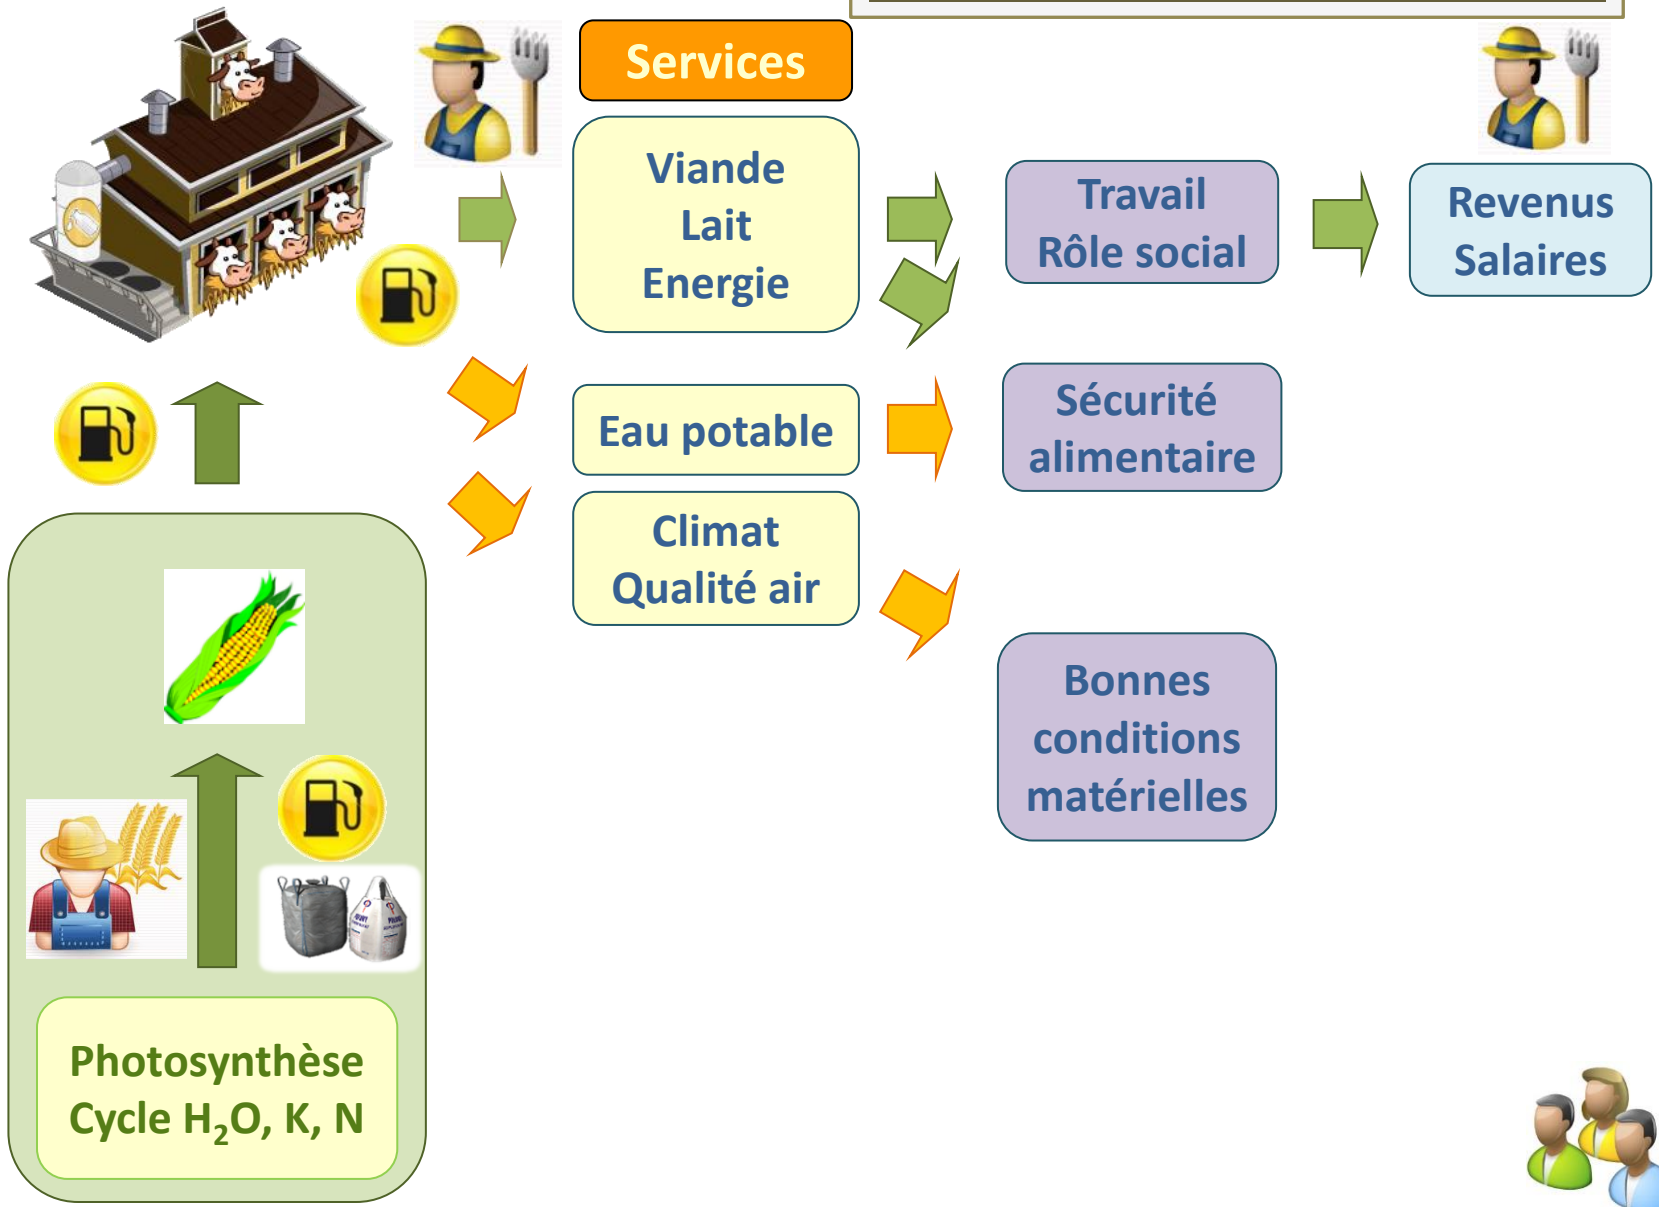 Services
Viande
Lait
Energie
Travail
Rôle social
Revenus
Salaires
Eau potable
Sécurité
alimentaire
Climat
Qualité air
Bonnes
conditions
matérielles
Photosynthèse
Cycle H₂O, K, N